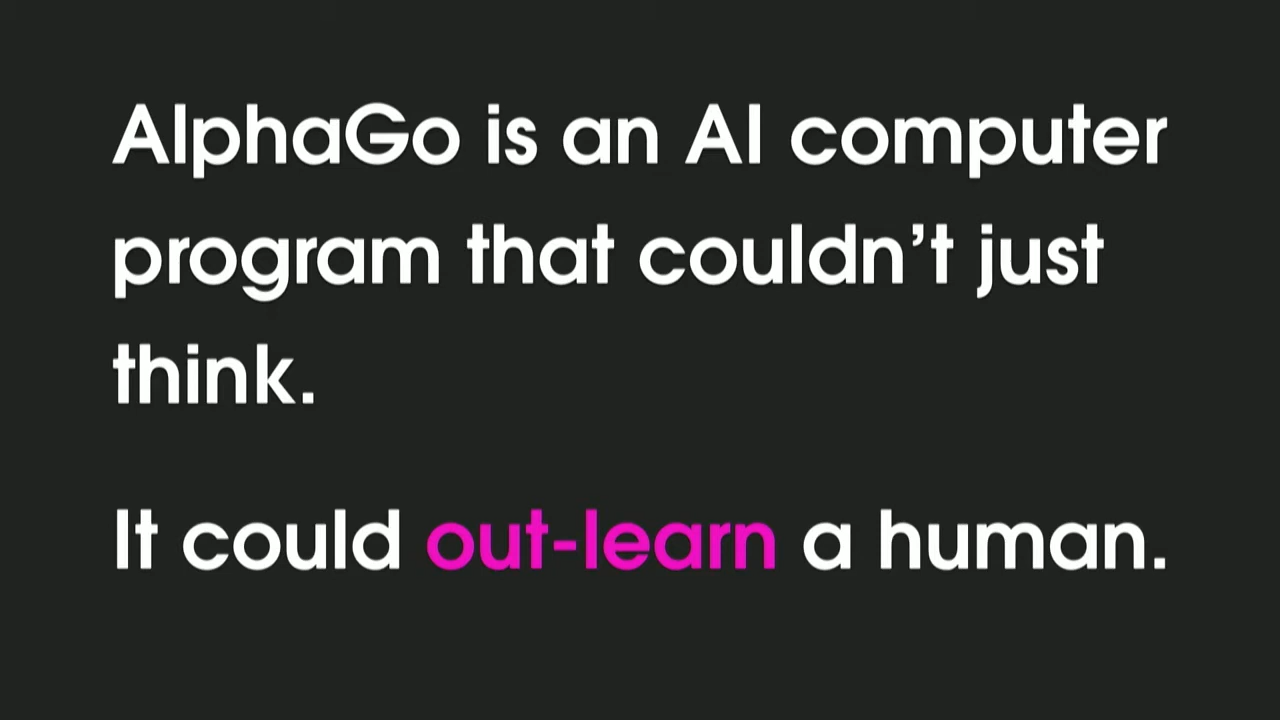 AlphaGo is an AI computer
program that couldn’t just
think.
It could out-learn a human.